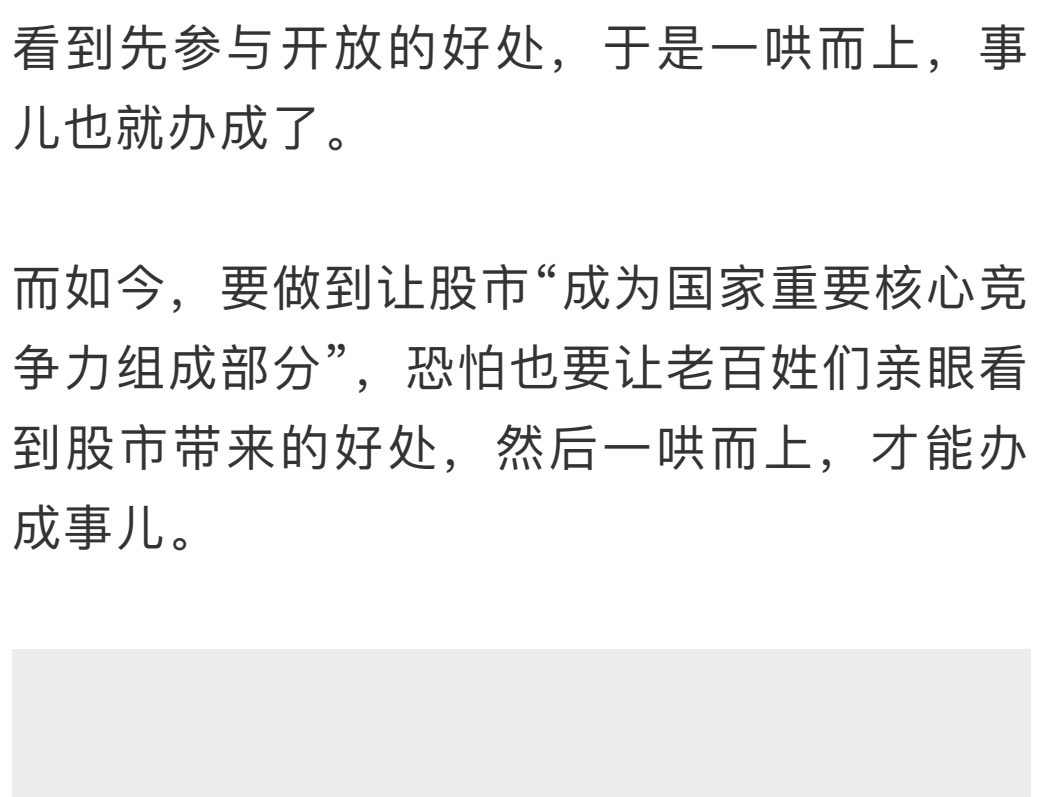 看到先参与开放的好处，于是一哄而上，事
儿也就办成了。
而如今，要做到让股市“成为国家重要核心竞
争力组成部分”，恐怕也要让老百姓们亲眼看
到股市带来的好处，然后一哄而上，才能办
成事儿。